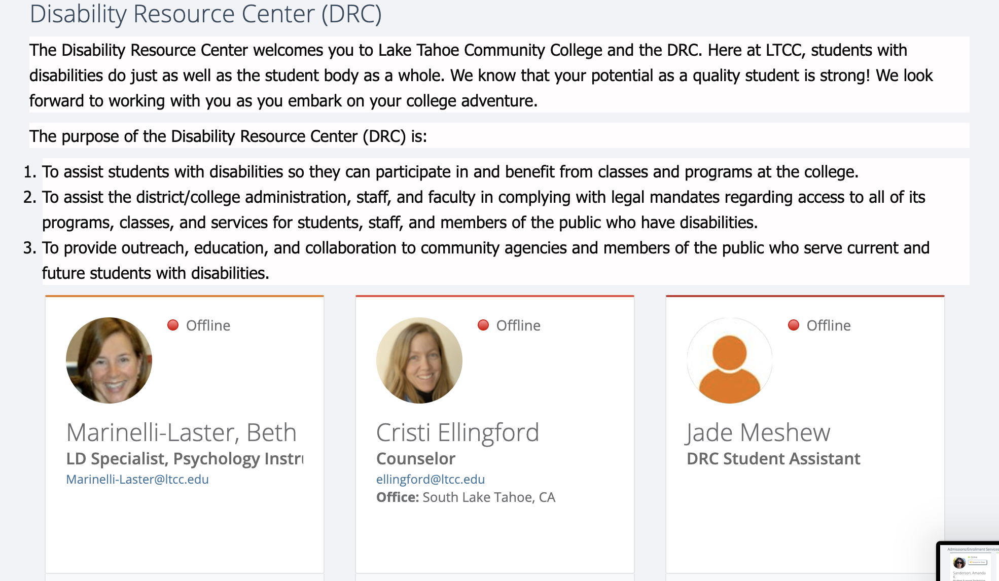 Disability Resource Center (DRC)
The Disability Resource Center welcomes you to Lake Tahoe Community College and the DRC. Here at LTCC, students with
disabilities do just as well as the student body as a whole. We know that your potential as a quality student is strong! We look
forward to working with you as you embark on your college adventure.
The purpose of the Disability Resource Center (DRC) is:
1. To assist students with disabilities so they can participate in and benefit from classes and programs at the college.
2. To assist the district/college administration, staff, and faculty in complying with legal mandates regarding access to all of its
programs, classes, and services for students, staff, and members of the public who have disabilities.
3. To provide outreach, education, and collaboration to community agencies and members of the public who serve current and
future students with disabilities.
Offline
Marinelli-Laster, Beth
LD Specialist, Psychology Instru
Marinelli-Laster@ltcc.edu
Offline
Cristi Ellingford
Counselor
ellingford@ltcc.edu
Office: South Lake Tahoe, CA
Offline
Jade Meshew
DRC Student Assistant
Admissions/Enrollment Services
Online
Sanderson, Amanda
K